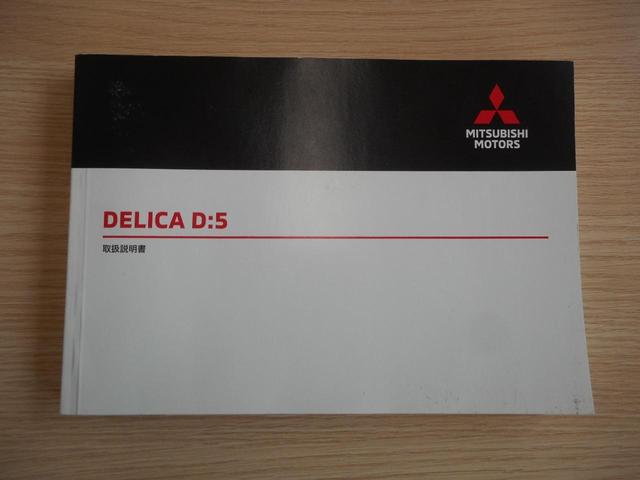 MITSUBISHI
MOTORS
DELICA D:5
取扱説明書